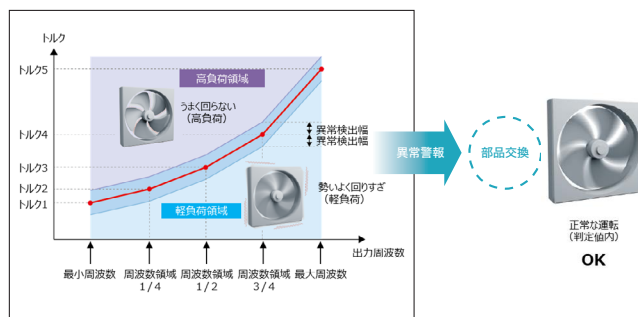 トルク
トルク5
トルク4
トルク3
トルク2
トルク1
高負荷領域
うまく回らない
（高負荷）
異常検出幅
異常検出幅
勢いよく回りすぎ
（軽負荷）
軽負荷領域
出力周波数
最小周波数
周波数領域
1/4
周波数領域
1/2
周波数領域
3/4
最大周波数
異常警報
部品交換
正常な運転
（判定値内）
OK